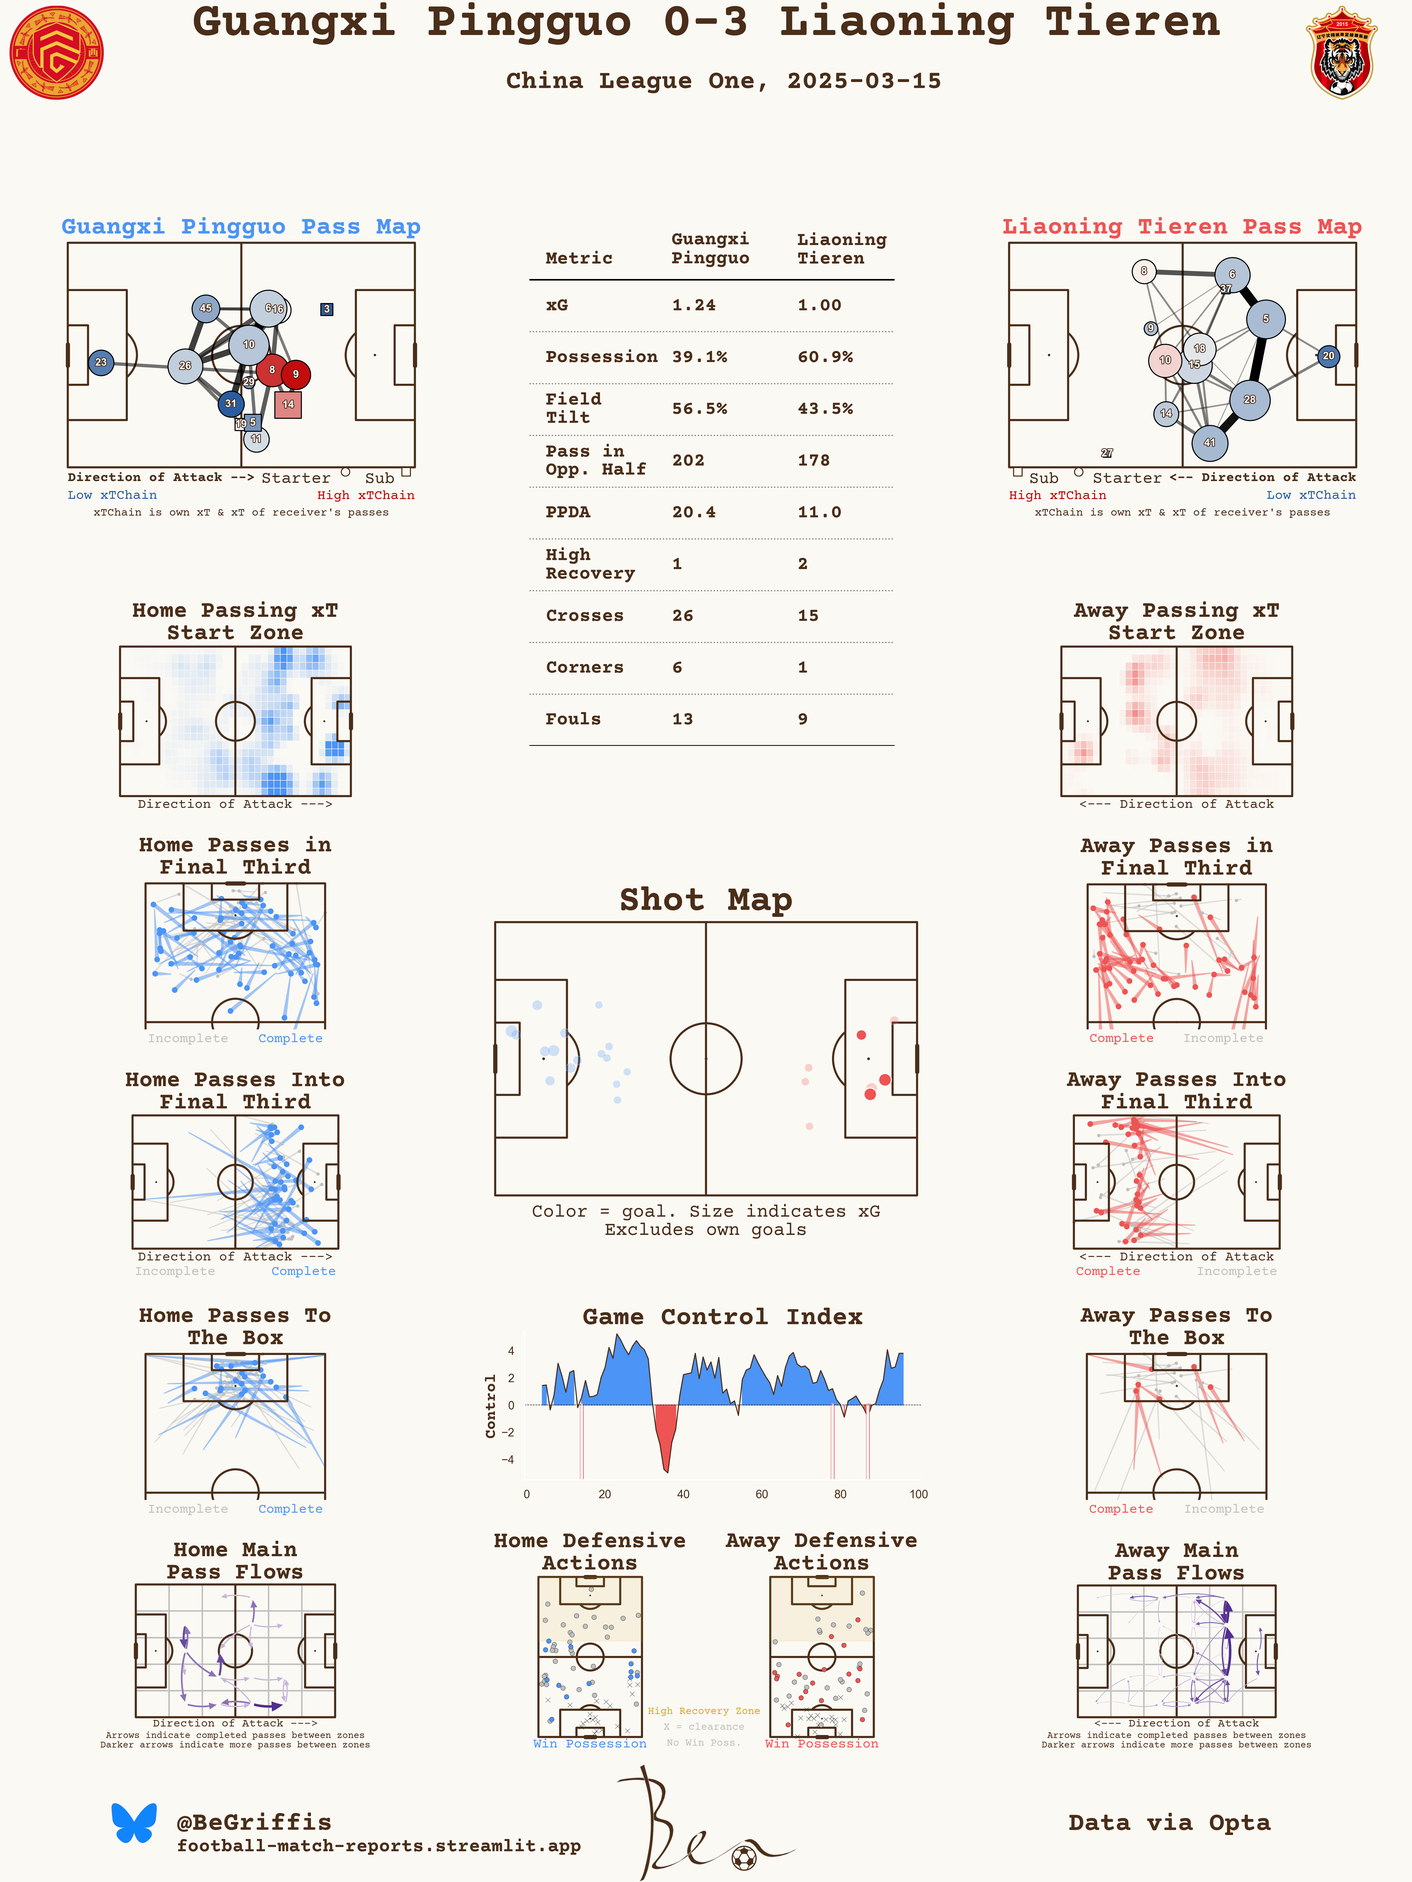 Guangxi Pingguo 0-3 Liaoning Tieren
China League One, 2025-03-15
2015
Guangxi Pingguo Pass Map
45
6
16
3
10
23
26
8
9
29
31
14
19
5
11
Direction of Attack --> Starter Sub
Low xTChain High xTChain
xTChain is own xT & xT of receiver's passes
Metric Guangxi Pingguo Liaoning Tieren
xG 1.24 1.00
Possession 39.1% 60.9%
Field Tilt 56.5% 43.5%
Pass in Opp. Half 202 178
PPDA 20.4 11.0
High Recovery 1 2
Crosses 26 15
Corners 6 1
Fouls 13 9
Liaoning Tieren Pass Map
8
6
37
5
9
18
10
15
20
28
14
41
27
Sub Starter <-- Direction of Attack
High xTChain Low xTChain
xTChain is own xT & xT of receiver's passes
Home Passing xT
Start Zone
Direction of Attack --->
Away Passing xT
Start Zone
<--- Direction of Attack
Home Passes in
Final Third
Incomplete Complete
Away Passes in
Final Third
Complete Incomplete
Shot Map
Color = goal. Size indicates xG
Excludes own goals
Home Passes Into
Final Third
Direction of Attack --->
Incomplete Complete
Away Passes Into
Final Third
<--- Direction of Attack
Complete Incomplete
Home Passes To
The Box
Incomplete Complete
Game Control Index
Control
4
2
0
−2
−4
0 20 40 60 80 100
Away Passes To
The Box
Complete Incomplete
Home Main
Pass Flows
Direction of Attack --->
Arrows indicate completed passes between zones
Darker arrows indicate more passes between zones
Home Defensive
Actions
Win Possession
Away Defensive
Actions
Win Possession
High Recovery Zone
X = clearance
No Win Poss.
Away Main
Pass Flows
<--- Direction of Attack
Arrows indicate completed passes between zones
Darker arrows indicate more passes between zones
@BeGriffis
football-match-reports.streamlit.app
Ben
Data via Opta